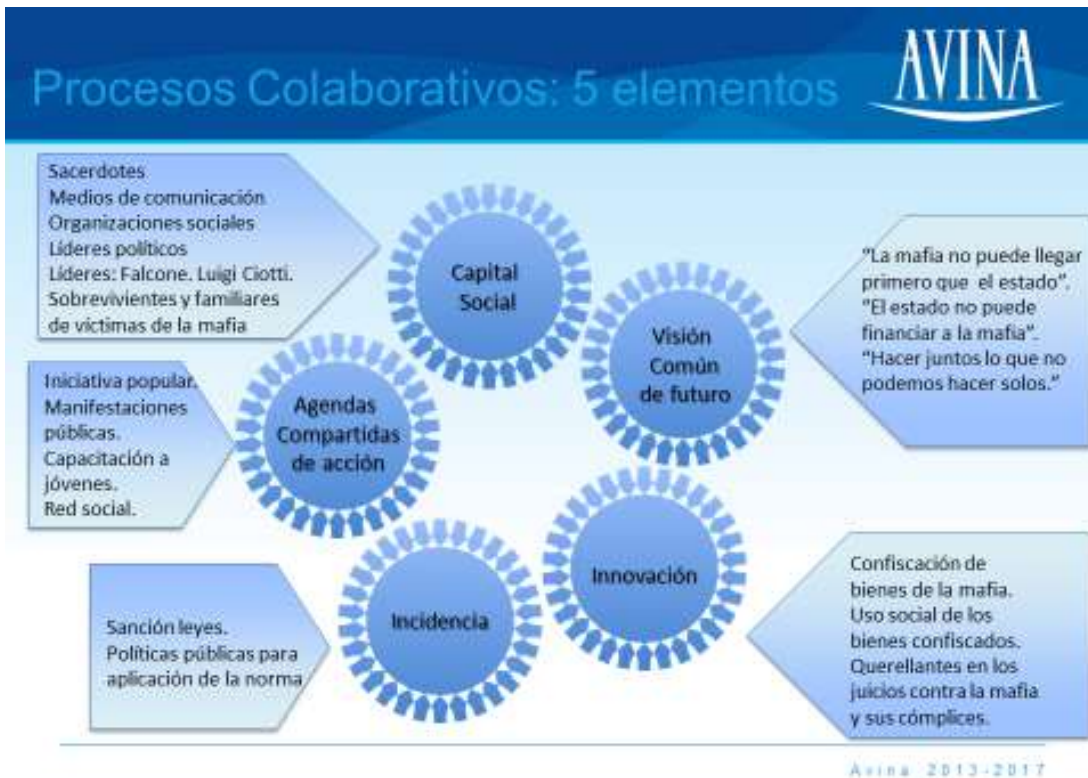 Procesos Colaborativos: 5 elementos
AVINA
Sacerdotes
Medios de comunicación
Organizaciones sociales
Líderes políticos
Líderes: Falcone. Luigi Ciotti.
Sobrevivientes y familiares
de víctimas de la mafia
Capital
Social
"La mafia no puede llegar
primero que el estado".
"El estado no puede
financiar a la mafia".
"Hacer juntos lo que no
podemos hacer solos."
Visión
Común
de futuro
Iniciativa popular.
Manifestaciones
públicas.
Capacitación a
jóvenes.
Red social.
Agendas
Compartidas
de acción
Innovación
Confiscación de
bienes de la mafia.
Uso social de los
bienes confiscados.
Querellantes en los
juicios contra la mafia
y sus cómplices.
Incidencia
Sanción leyes.
Políticas públicas para
aplicación de la norma
Avina 2013-2017